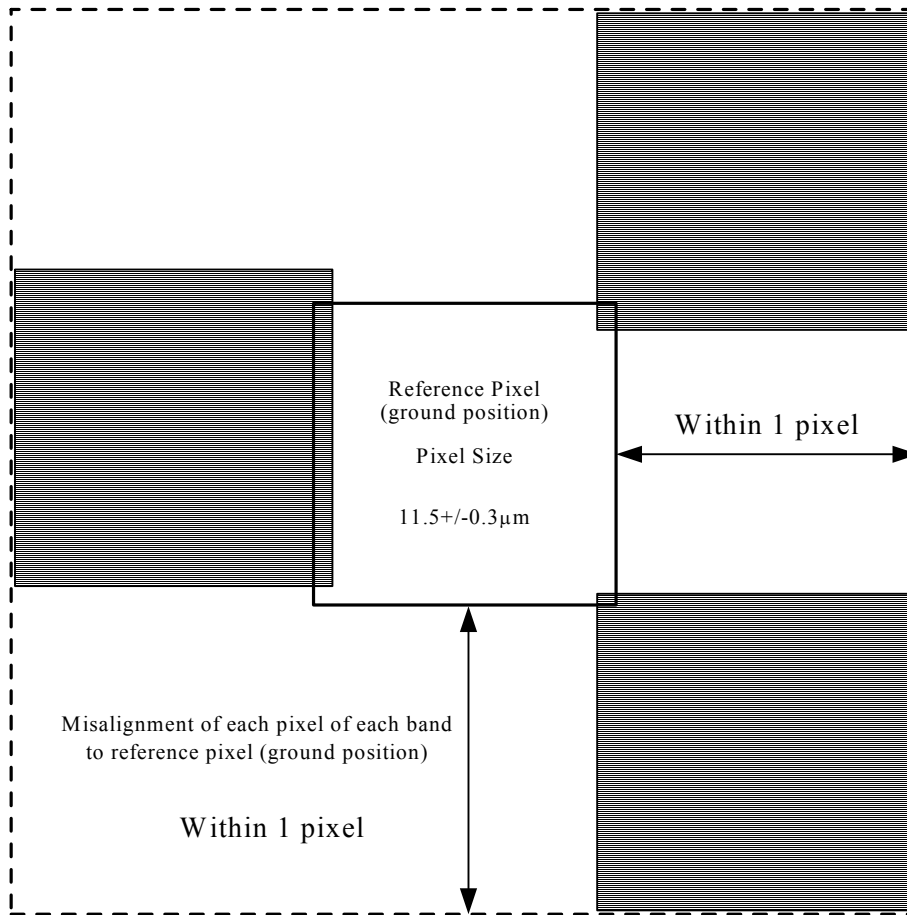 Reference Pixel
(ground position)
Pixel Size
11.5+/-0.3μm
Within 1 pixel
Misalignment of each pixel of each band
to reference pixel (ground position)
Within 1 pixel